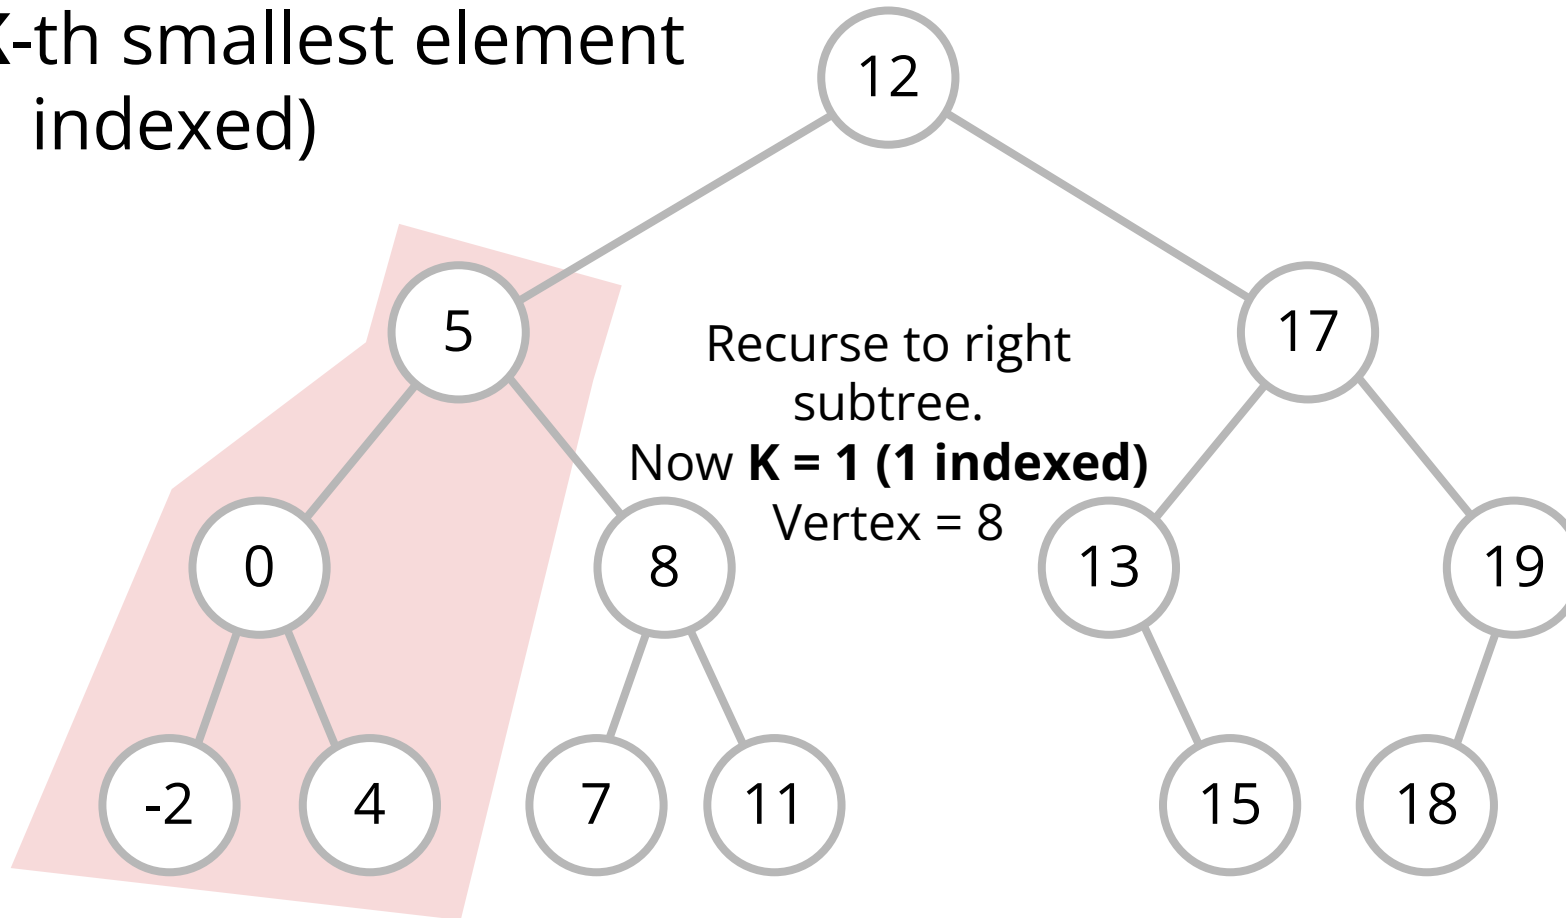 K-th smallest element
indexed)
12
5
17
Recurse to right
subtree.
Now K = 1 (1 indexed)
Vertex = 8
0
8
13
19
-2
4
7
11
15
18